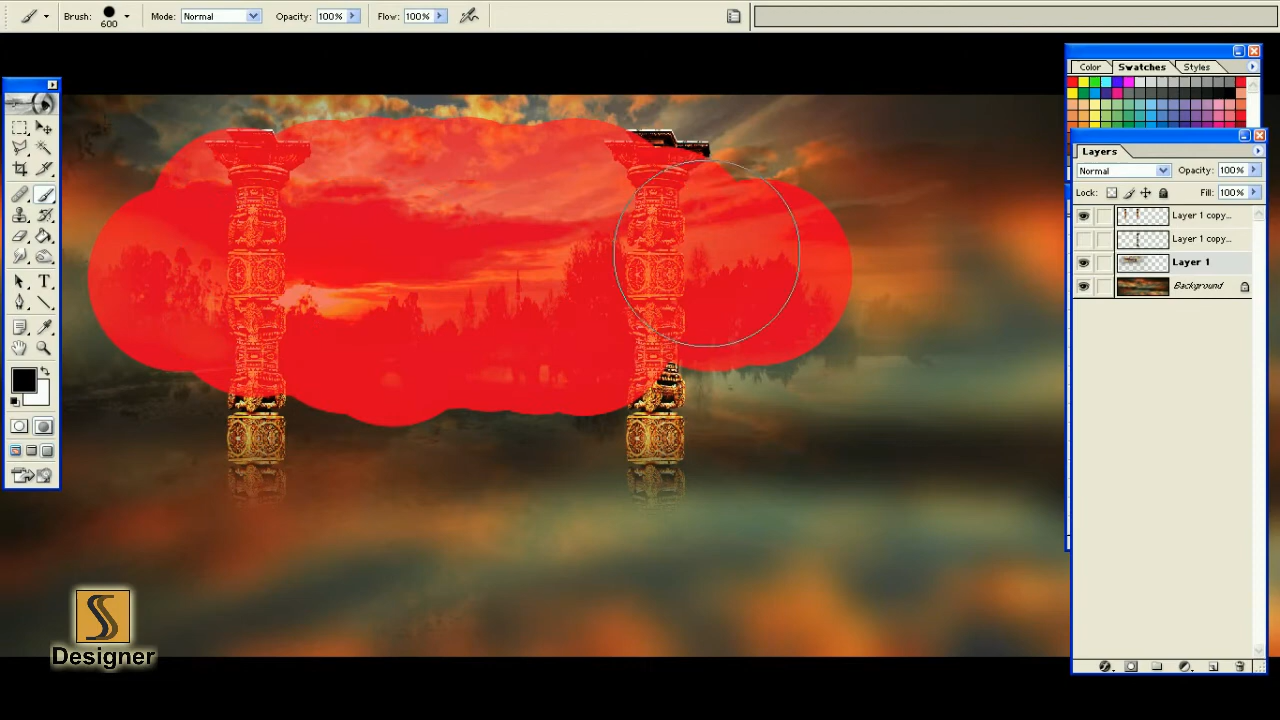 Brush: 600 Mode: Normal Opacity: 100% Flow: 100%
Color Swatches Styles
Layers
Normal Opacity: 100%
Lock: Fill: 100%
Layer 1 copy...
Layer 1 copy...
Layer 1
Background
T
S
Designer